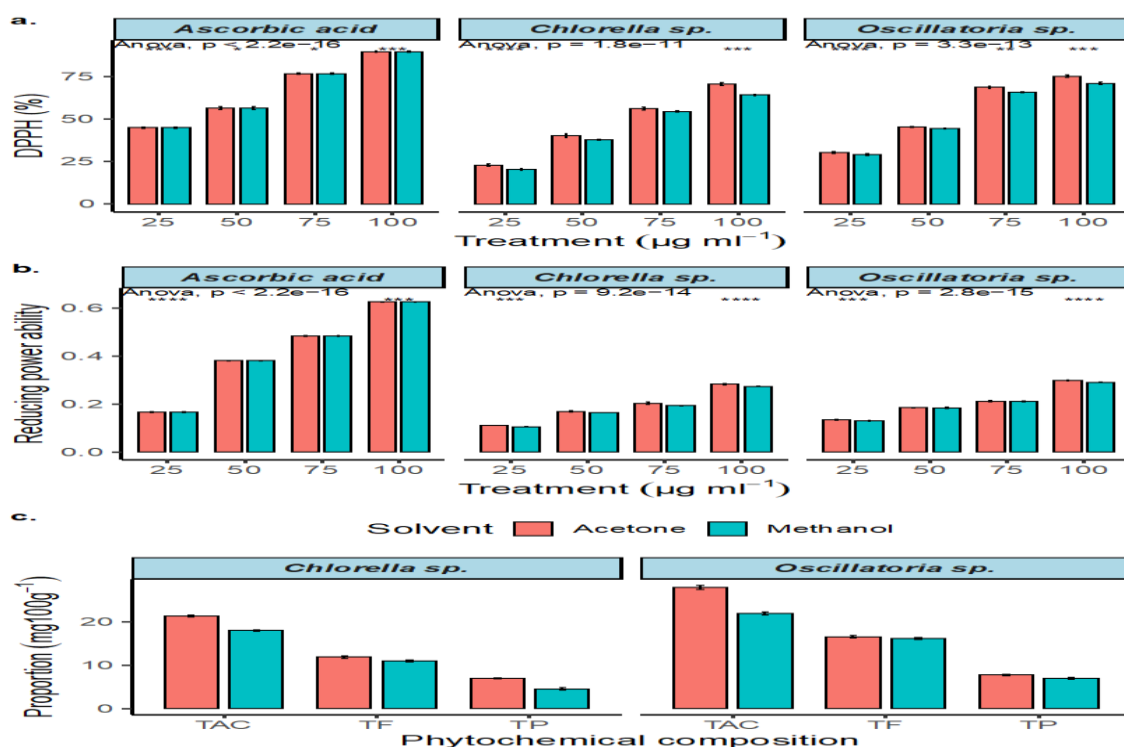 a.
Ascorbic acid Chlorella sp. Oscillatoria sp.
Anova, p < 2.2e−16 Anova, p = 1.8e−11 Anova, p = 3.3e−13
* *** *** ** ***
DPPH (%)
75
50
25
0
25 50 75 100 25 50 75 100 25 50 75 100
Treatment (µg ml⁻¹)
b.
Ascorbic acid Chlorella sp. Oscillatoria sp.
Anova, p < 2.2e−16 Anova, p = 9.2e−14 Anova, p = 2.8e−15
**** *** *** **** *** ****
Reducing power ability
0.6
0.4
0.2
0.0
25 50 75 100 25 50 75 100 25 50 75 100
Treatment (µg ml⁻¹)
c.
Solvent Acetone Methanol
Chlorella sp. Oscillatoria sp.
Proportion (mg100g⁻¹)
20
10
0
TAC TF TP TAC TF TP
Phytochemical composition